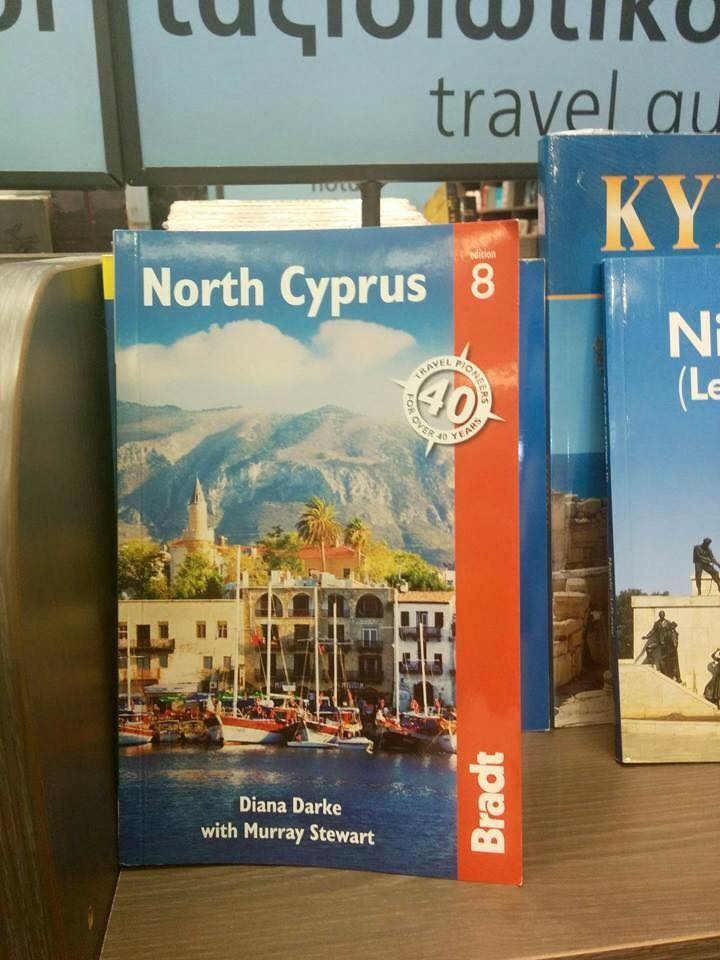 ταξιδιωτικο
travel gu
KY
North Cyprus
edition
8
TRAVEL PIONEERS
40
FOR OVER 40 YEARS
Ni
(Le
Diana Darke
with Murray Stewart
Bradt